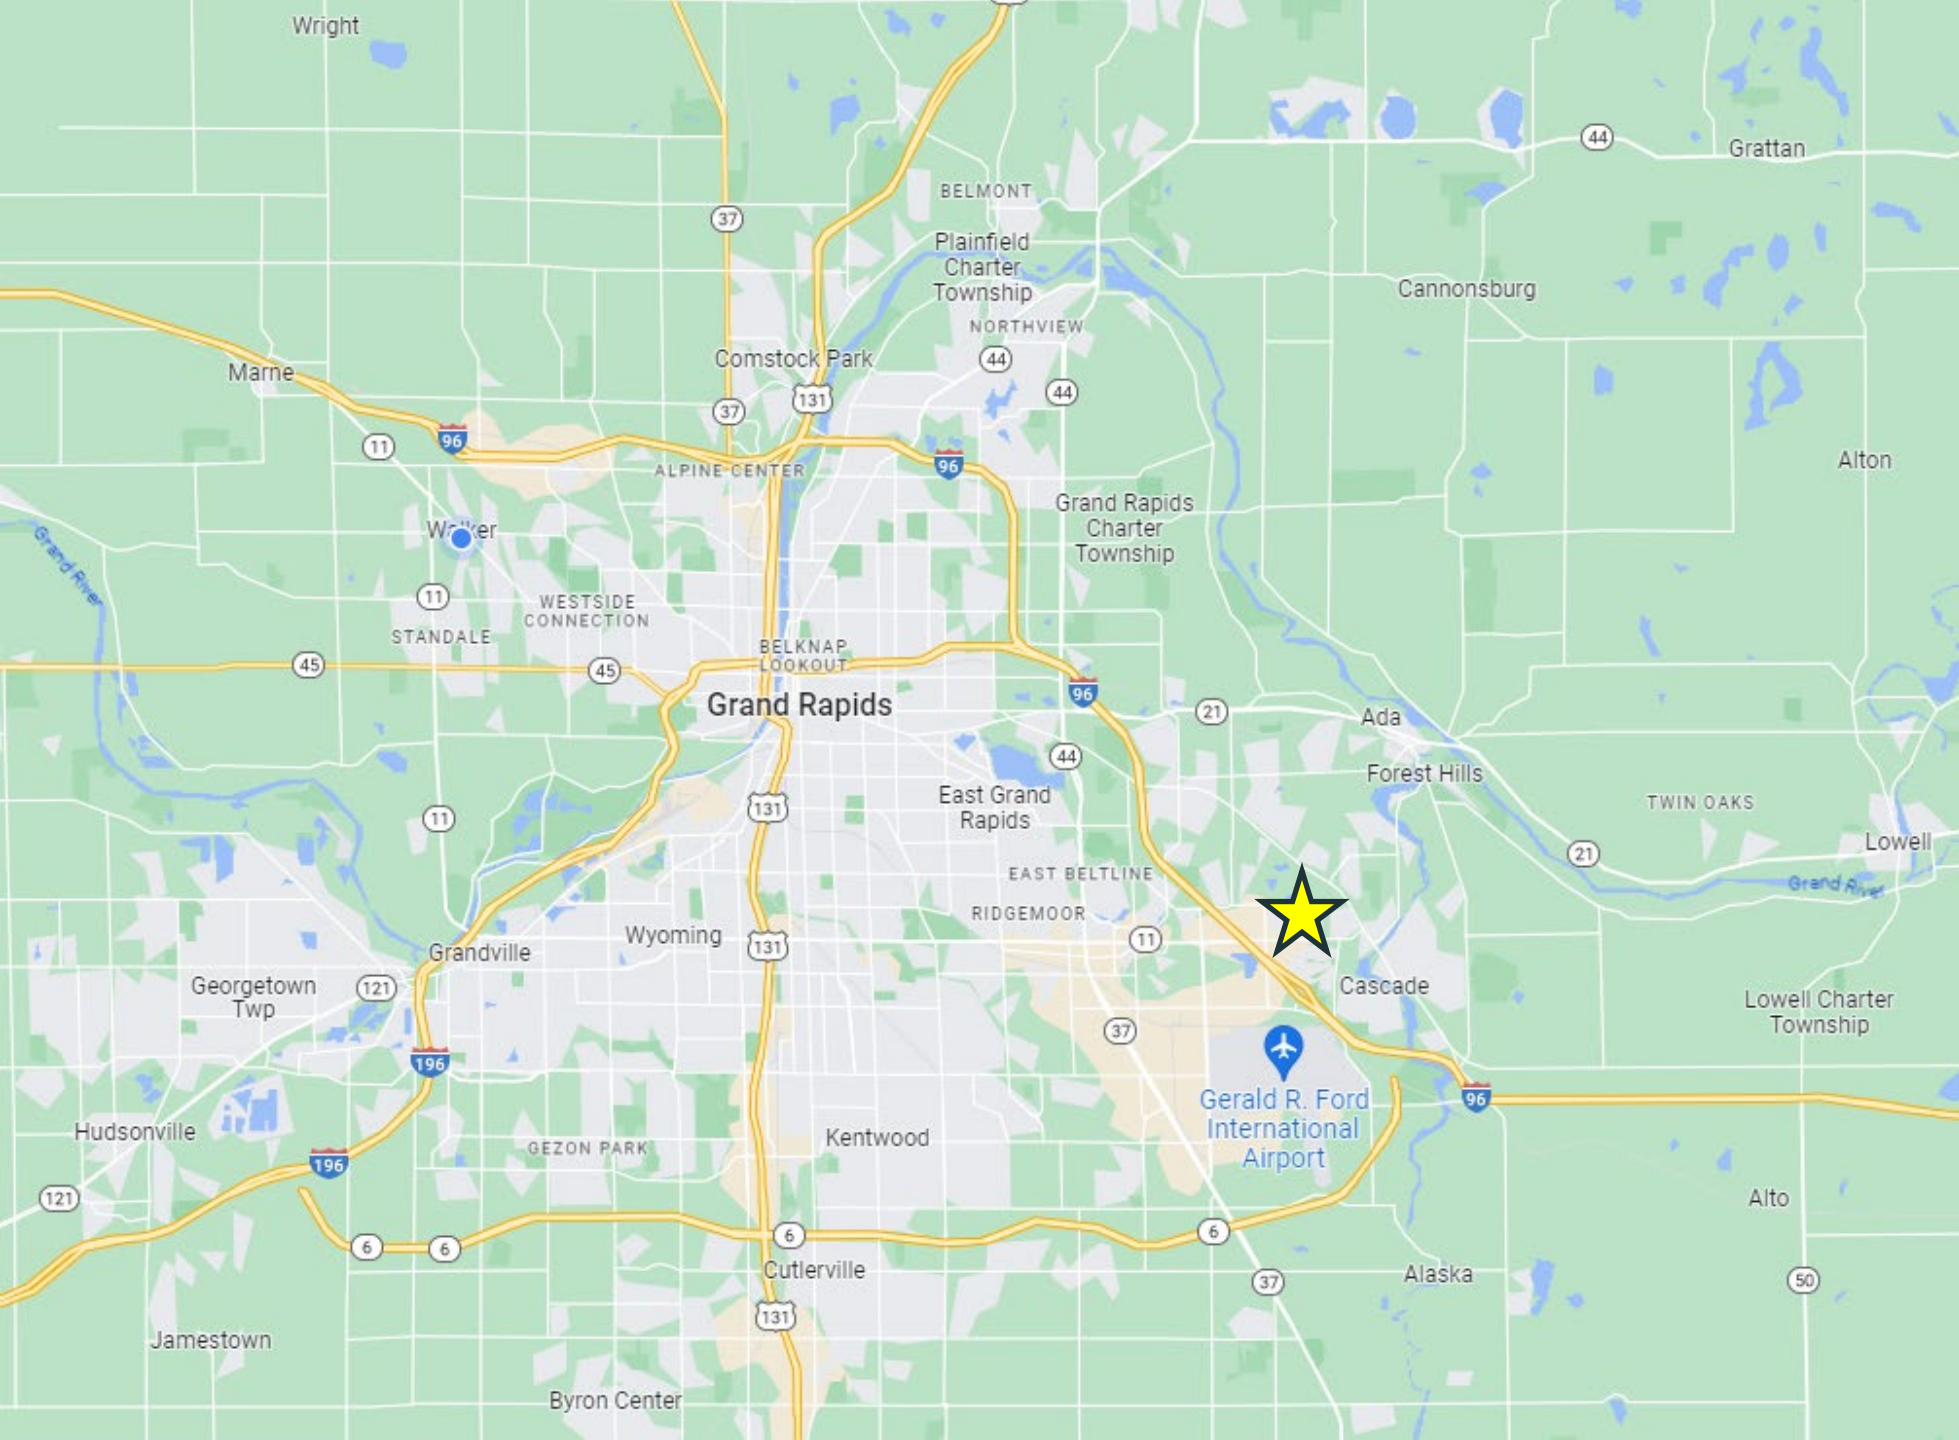 Wright
44
Grattan
BELMONT
37
Plainfield
Charter
Township
Cannonsburg
NORTHVIEW
Comstock Park
44
Marne
44
131
37
96
11
96
ALPINE CENTER
Alton
Grand Rapids
Charter
Township
Walker
Grand River
11
WESTSIDE
CONNECTION
STANDALE
BELKNAP
LOOKOUT
45
45
96
Grand Rapids
21
Ada
44
Forest Hills
East Grand
Rapids
131
TWIN OAKS
11
Lowell
21
EAST BELTLINE
Grand River
RIDGEMOOR
Wyoming
11
131
Grandville
Georgetown
Twp
121
Cascade
Lowell Charter
Township
37
196
96
Gerald R. Ford
International
Airport
Hudsonville
Kentwood
GEZON PARK
196
121
Alto
6
6
6
6
Cutlerville
Alaska
37
50
131
Jamestown
Byron Center